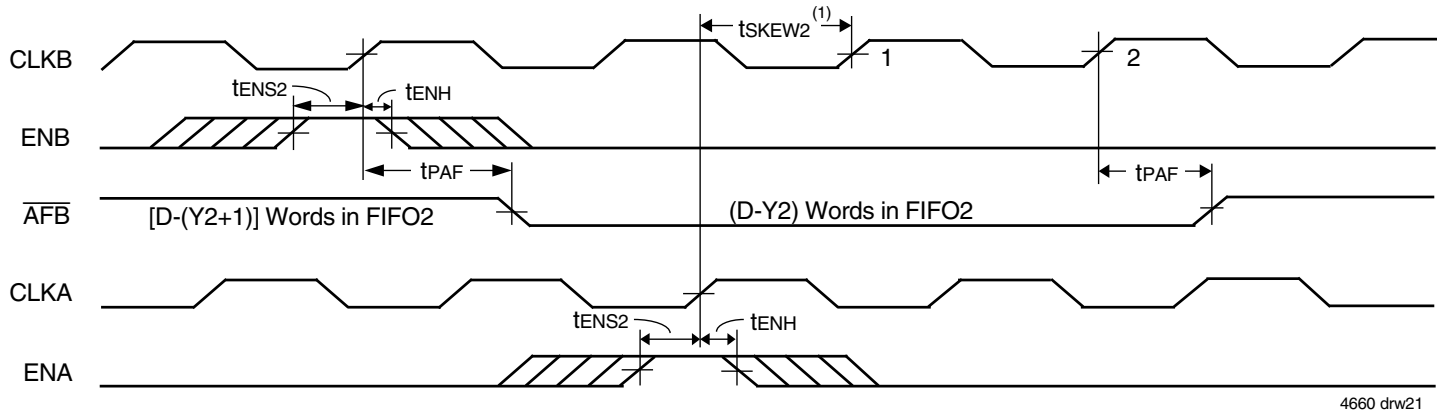 tSKEW2 (1)
CLKB
1
2
tENS2
tENH
ENB
tPAF
tPAF
AFB
[D-(Y2+1)] Words in FIFO2
(D-Y2) Words in FIFO2
CLKA
tENS2
tENH
ENA
4660 drw21